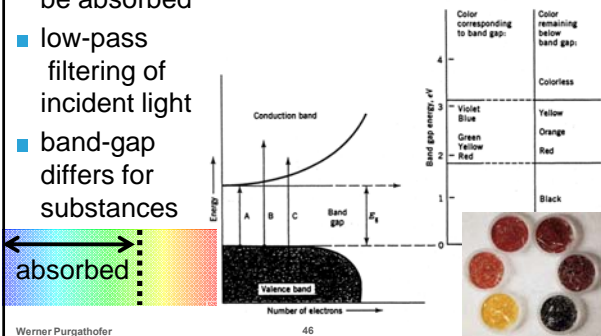 be absorbed
low-pass
filtering of
incident light
band-gap
differs for
substances
absorbed
Conduction band
Energy
A
B
C
Band
gap
Eg
Valence band
Number of electrons
Color
corresponding
to band gap:
Color
remaining
below
band gap:
Band gap energy, eV
4
3
2
1
0
Violet
Blue
Green
Yellow
Red
Colorless
Yellow
Orange
Red
Black
Werner Purgathofer
46